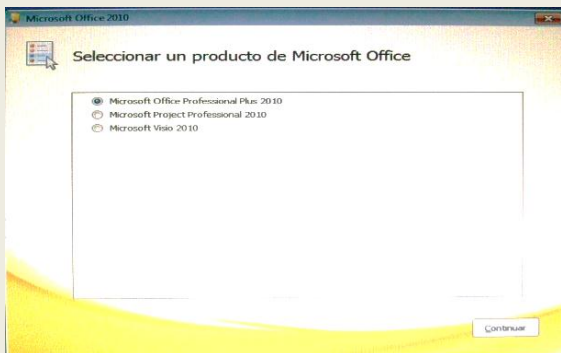 Microsoft Office 2010
Seleccionar un producto de Microsoft Office
Microsoft Office Professional Plus 2010
Microsoft Project Professional 2010
Microsoft Visio 2010
Continuar